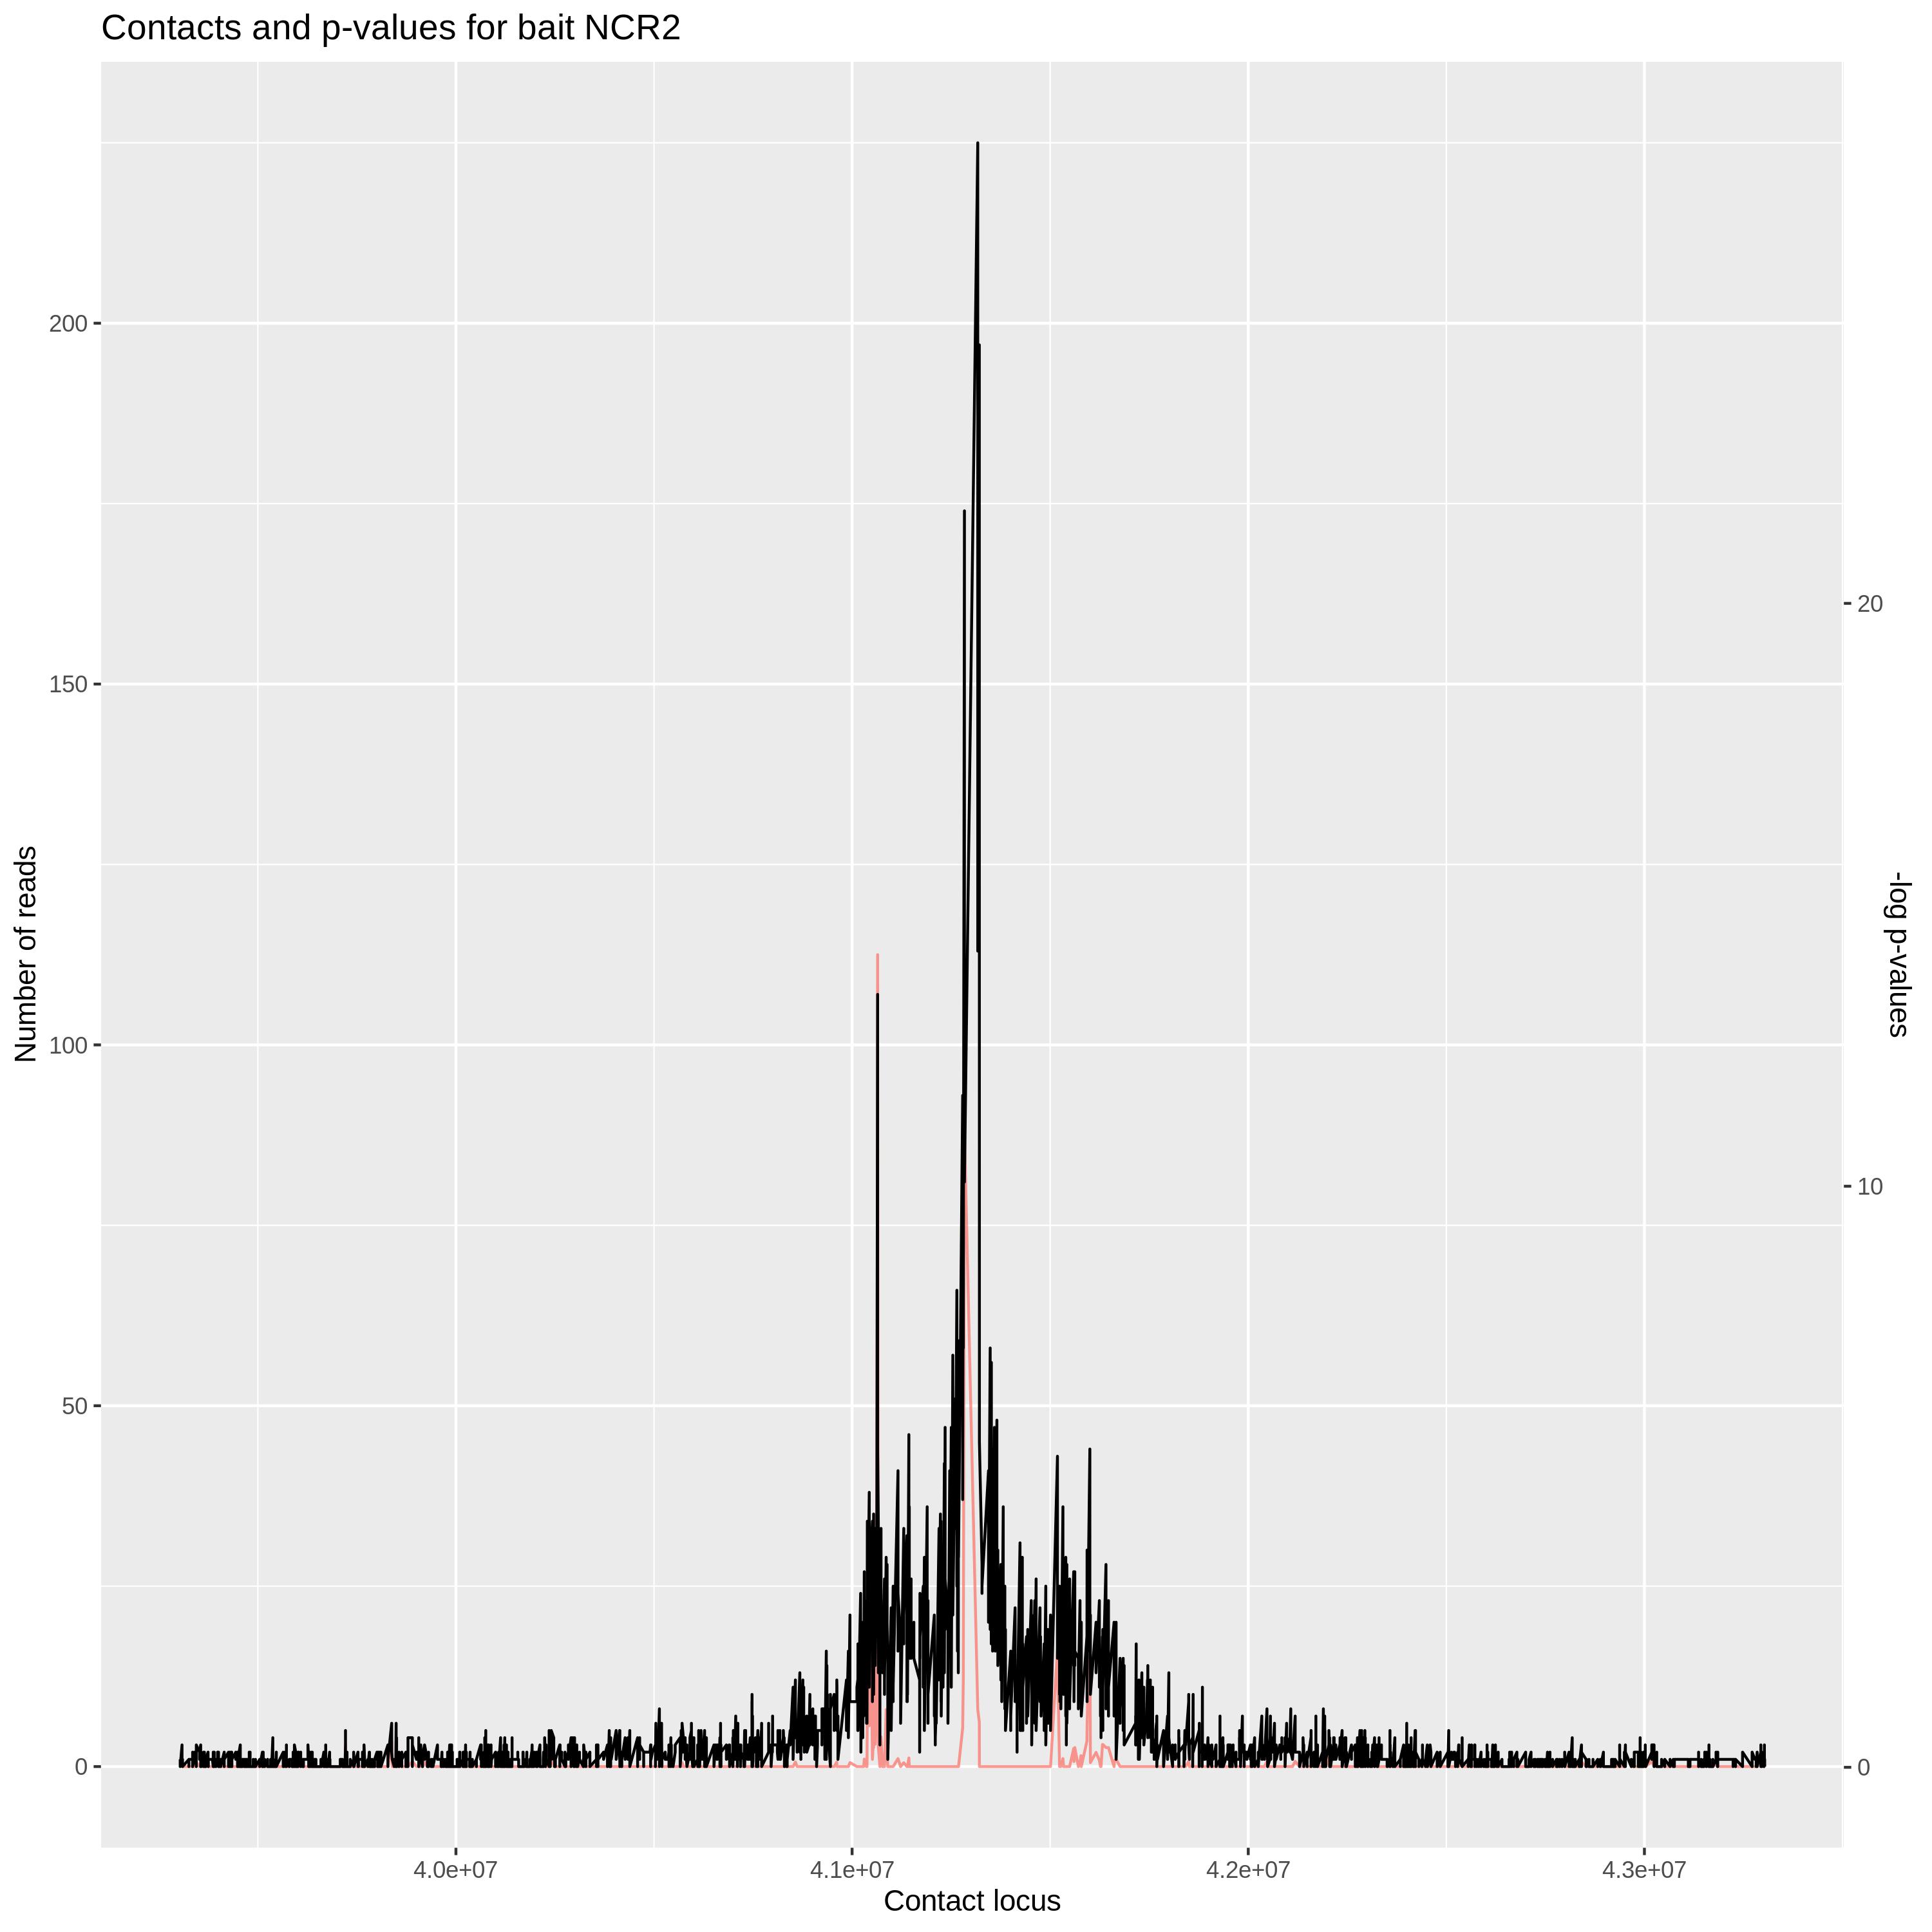 Contacts and p-values for bait NCR2
Number of reads
200
150
100
50
0
20
10
0
-log p-values
4.0e+07
4.1e+07
4.2e+07
4.3e+07
Contact locus